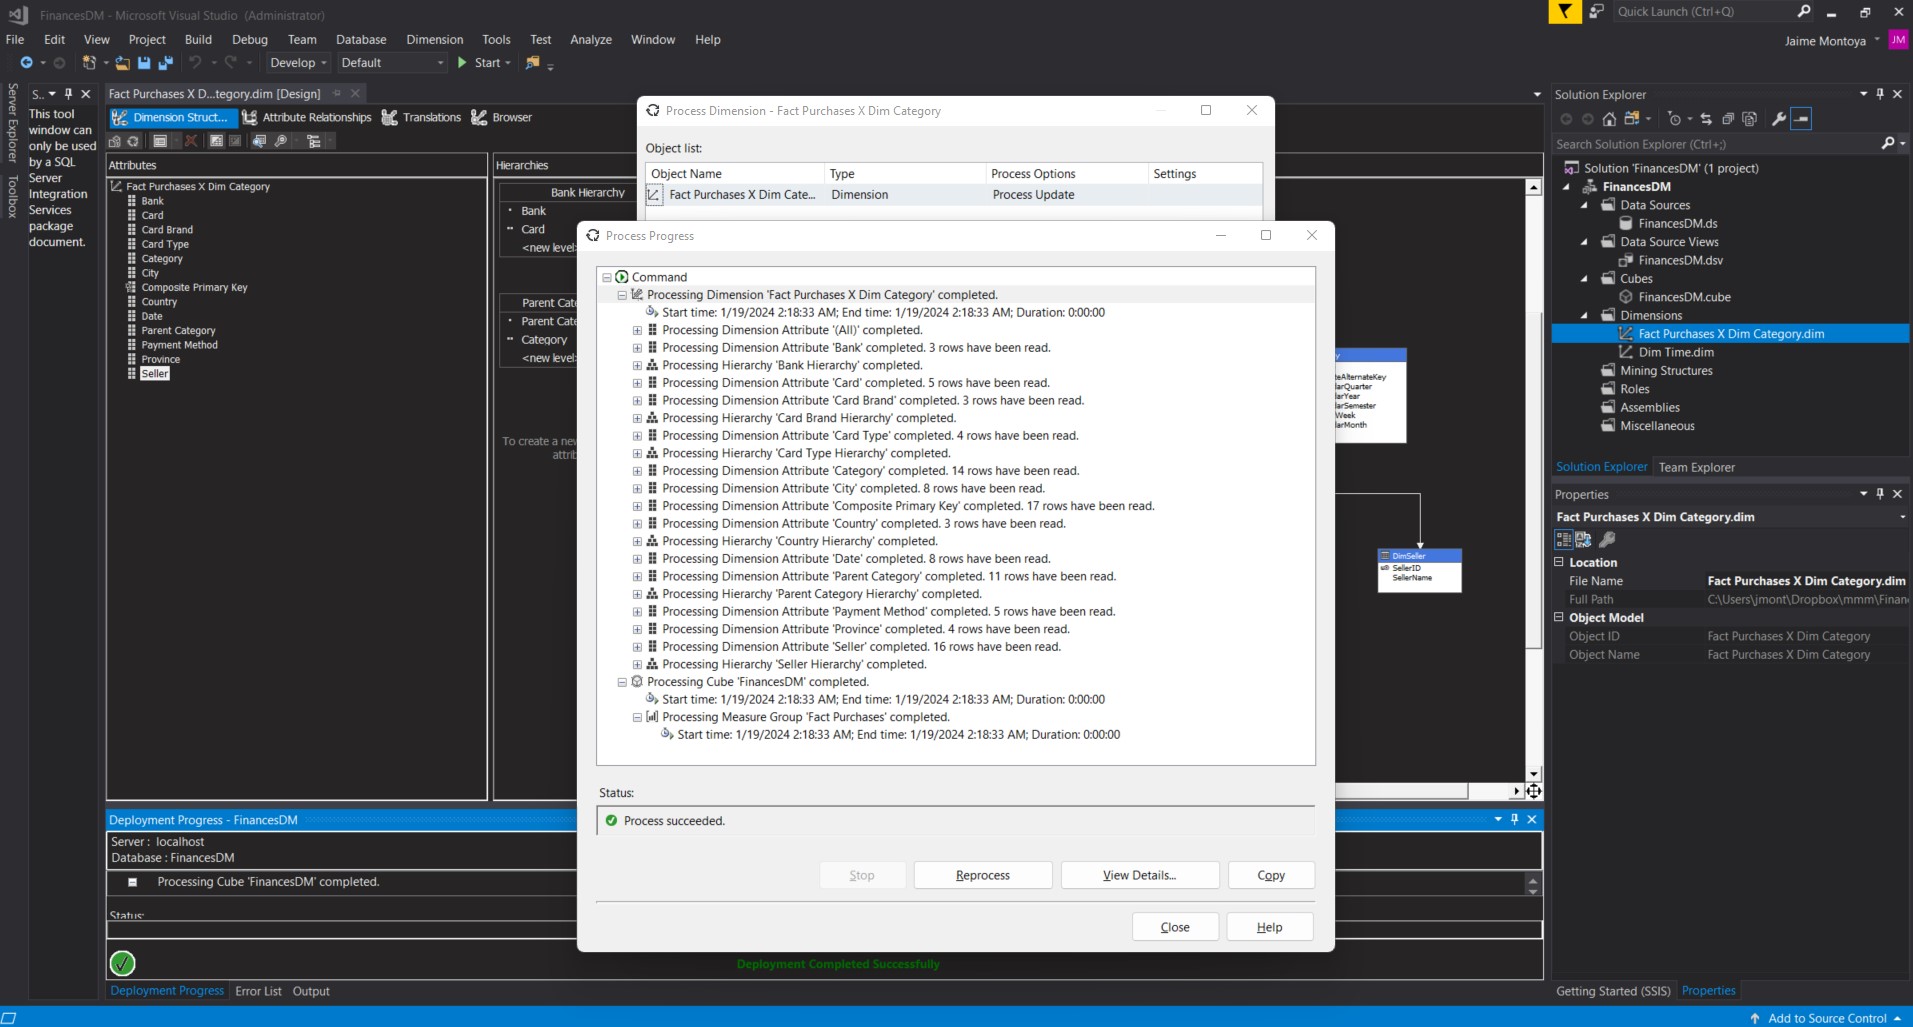 FinancesDM - Microsoft Visual Studio (Administrator)
Quick Launch (Ctrl+Q)
File Edit View Project Build Debug Team Database Dimension Tools Test Analyze Window Help
Jaime Montoya JM
Develop Default Start
Server Explorer
Toolbox
S..
This tool
window can
only be used
by a SQL
Server
Integration
Services
package
document.
Fact Purchases X D...tegory.dim [Design]
Dimension Struct... Attribute Relationships Translations Browser
Attributes
Fact Purchases X Dim Category
Bank
Card
Card Brand
Card Type
Category
City
Composite Primary Key
Country
Date
Parent Category
Payment Method
Province
Seller
Hierarchies
Bank Hierarchy
Bank
Card
<new level>
Parent Cate
Parent Cate
Category
<new level>
To create a new
attrib
Process Dimension - Fact Purchases X Dim Category
Object list:
Object Name Type Process Options Settings
Fact Purchases X Dim Cate... Dimension Process Update
Process Progress
Command
Processing Dimension 'Fact Purchases X Dim Category' completed.
Start time: 1/19/2024 2:18:33 AM; End time: 1/19/2024 2:18:33 AM; Duration: 0:00:00
Processing Dimension Attribute '(All)' completed.
Processing Dimension Attribute 'Bank' completed. 3 rows have been read.
Processing Hierarchy 'Bank Hierarchy' completed.
Processing Dimension Attribute 'Card' completed. 5 rows have been read.
Processing Dimension Attribute 'Card Brand' completed. 3 rows have been read.
Processing Hierarchy 'Card Brand Hierarchy' completed.
Processing Dimension Attribute 'Card Type' completed. 4 rows have been read.
Processing Hierarchy 'Card Type Hierarchy' completed.
Processing Dimension Attribute 'Category' completed. 14 rows have been read.
Processing Dimension Attribute 'City' completed. 8 rows have been read.
Processing Dimension Attribute 'Composite Primary Key' completed. 17 rows have been read.
Processing Dimension Attribute 'Country' completed. 3 rows have been read.
Processing Hierarchy 'Country Hierarchy' completed.
Processing Dimension Attribute 'Date' completed. 8 rows have been read.
Processing Dimension Attribute 'Parent Category' completed. 11 rows have been read.
Processing Hierarchy 'Parent Category Hierarchy' completed.
Processing Dimension Attribute 'Payment Method' completed. 5 rows have been read.
Processing Dimension Attribute 'Province' completed. 4 rows have been read.
Processing Dimension Attribute 'Seller' completed. 16 rows have been read.
Processing Hierarchy 'Seller Hierarchy' completed.
Processing Cube 'FinancesDM' completed.
Start time: 1/19/2024 2:18:33 AM; End time: 1/19/2024 2:18:33 AM; Duration: 0:00:00
Processing Measure Group 'Fact Purchases' completed.
Start time: 1/19/2024 2:18:33 AM; End time: 1/19/2024 2:18:33 AM; Duration: 0:00:00
Status:
Process succeeded.
Stop Reprocess View Details... Copy
Close Help
y
teAlternateKey
larQuarter
larYear
larSemester
Week
larMonth
DimSeller
SellerID
SellerName
Deployment Progress - FinancesDM
Server : localhost
Database : FinancesDM
Processing Cube 'FinancesDM' completed.
Status:
Deployment Completed Successfully
Deployment Progress Error List Output
Solution Explorer
Search Solution Explorer (Ctrl+;)
Solution 'FinancesDM' (1 project)
FinancesDM
Data Sources
FinancesDM.ds
Data Source Views
FinancesDM.dsv
Cubes
FinancesDM.cube
Dimensions
Fact Purchases X Dim Category.dim
Dim Time.dim
Mining Structures
Roles
Assemblies
Miscellaneous
Solution Explorer Team Explorer
Properties
Fact Purchases X Dim Category.dim
Location
File Name Fact Purchases X Dim Category.dim
Full Path C:\Users\jmont\Dropbox\mmm\Finan
Object Model
Object ID Fact Purchases X Dim Category
Object Name Fact Purchases X Dim Category
Getting Started (SSIS) Properties
Add to Source Control